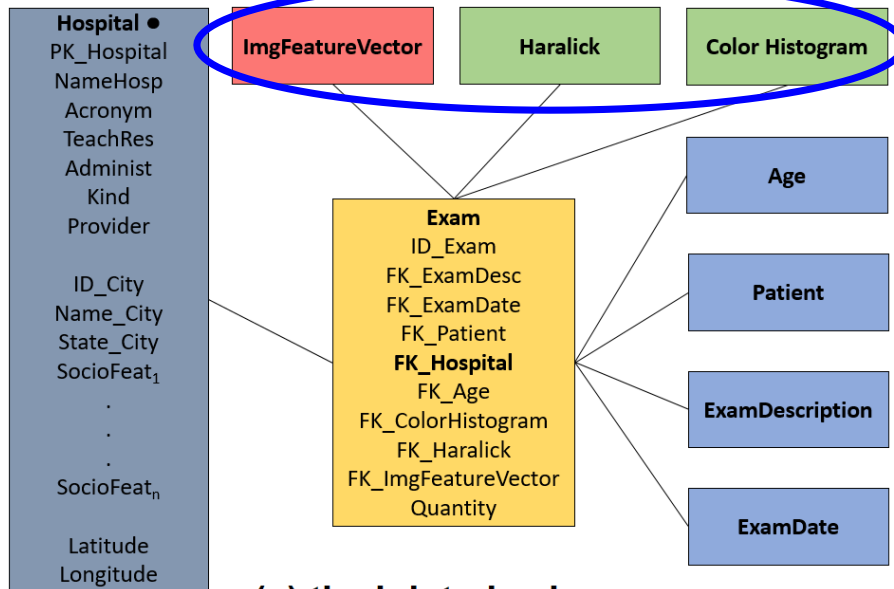 Hospital ●
PK_Hospital
NameHosp
Acronym
TeachRes
Administ
Kind
Provider
ID_City
Name_City
State_City
SocioFeat₁
.
.
.
SocioFeatₙ
Latitude
Longitude
ImgFeatureVector
Haralick
Color Histogram
Exam
ID_Exam
FK_ExamDesc
FK_ExamDate
FK_Patient
FK_Hospital
FK_Age
FK_ColorHistogram
FK_Haralick
FK_ImgFeatureVector
Quantity
Age
Patient
ExamDescription
ExamDate